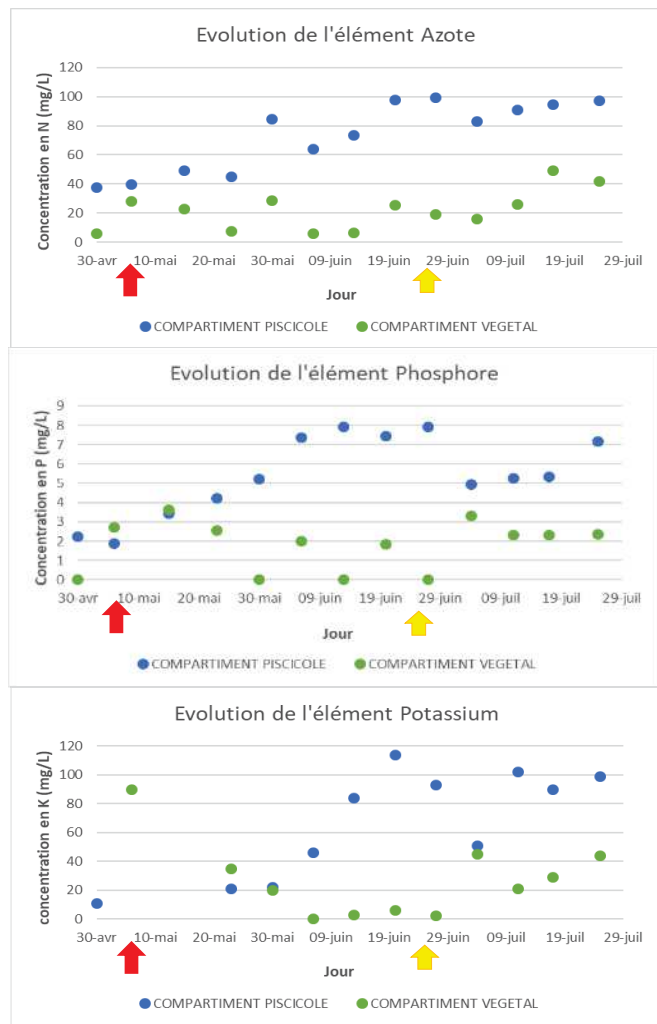 Evolution de l'élément Azote
Concentration en N (mg/L)
120
100
80
60
40
20
0
30-avr 10-mai 20-mai 30-mai 09-juin 19-juin 29-juin 09-juil 19-juil 29-juil
Jour
COMPARTIMENT PISCICOLE COMPARTIMENT VEGETAL
Evolution de l'élément Phosphore
Concentration en P (mg/L)
9
8
7
6
5
4
3
2
1
0
30-avr 10-mai 20-mai 30-mai 09-juin 19-juin 29-juin 09-juil 19-juil 29-juil
Jour
COMPARTIMENT PISCICOLE COMPARTIMENT VEGETAL
Evolution de l'élément Potassium
concentration en K (mg/L)
120
100
80
60
40
20
0
30-avr 10-mai 20-mai 30-mai 09-juin 19-juin 29-juin 09-juil 19-juil 29-juil
Jour
COMPARTIMENT PISCICOLE COMPARTIMENT VEGETAL